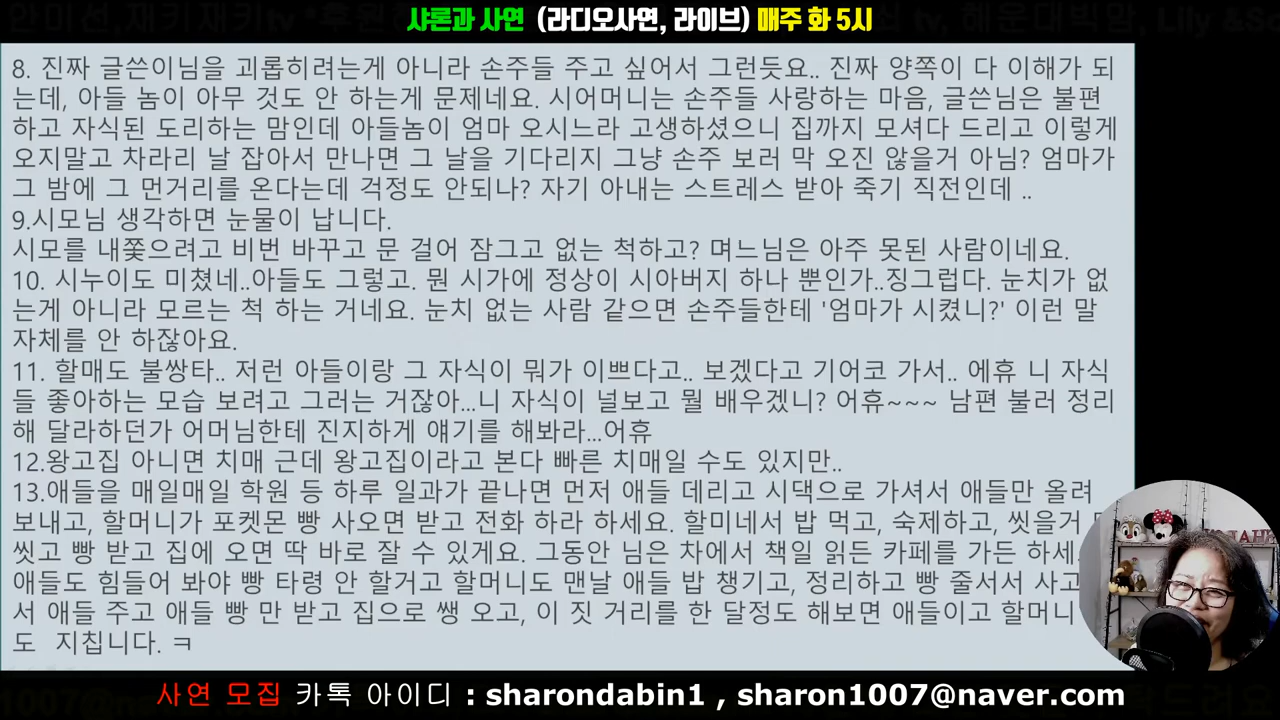 샤론과 사연 (라디오사연, 라이브) 매주 화 5시
8. 진짜 글쓴이님을 괴롭히려는게 아니라 손주들 주고 싶어서 그런듯요.. 진짜 양쪽이 다 이해가 되
는데, 아들 놈이 아무 것도 안 하는게 문제네요. 시어머니는 손주들 사랑하는 마음, 글쓴님은 불편
하고 자식된 도리하는 맘인데 아들놈이 엄마 오시느라 고생하셨으니 집까지 모셔다 드리고 이렇게
오지말고 차라리 날 잡아서 만나면 그 날을 기다리지 그냥 손주 보러 막 오진 않을거 아님? 엄마가
그 밤에 그 먼거리를 온다는데 걱정도 안되나? 자기 아내는 스트레스 받아 죽기 직전인데 ..
9.시모님 생각하면 눈물이 납니다.
시모를 내쫓으려고 비번 바꾸고 문 걸어 잠그고 없는 척하고? 며느님은 아주 못된 사람이네요.
10. 시누이도 미쳤네..아들도 그렇고. 뭔 시가에 정상이 시아버지 하나 뿐인가..징그럽다. 눈치가 없
는게 아니라 모르는 척 하는 거네요. 눈치 없는 사람 같으면 손주들한테 '엄마가 시켰니?' 이런 말
자체를 안 하잖아요.
11. 할매도 불쌍타.. 저런 아들이랑 그 자식이 뭐가 이쁘다고.. 보겠다고 기어코 가서.. 에휴 니 자식
들 좋아하는 모습 보려고 그러는 거잖아...니 자식이 널보고 뭘 배우겠니? 어휴~~~ 남편 불러 정리
해 달라하던가 어머님한테 진지하게 얘기를 해봐라...어휴
12.왕고집 아니면 치매 근데 왕고집이라고 본다 빠른 치매일 수도 있지만..
13.애들을 매일매일 학원 등 하루 일과가 끝나면 먼저 애들 데리고 시댁으로 가셔서 애들만 올려
보내고, 할머니가 포켓몬 빵 사오면 받고 전화 하라 하세요. 할미네서 밥 먹고, 숙제하고, 씻을거
씻고 빵 받고 집에 오면 딱 바로 잘 수 있게요. 그동안 님은 차에서 책일 읽든 카페를 가든 하세
애들도 힘들어 봐야 빵 타령 안 할거고 할머니도 맨날 애들 밥 챙기고, 정리하고 빵 줄서서 사고
서 애들 주고 애들 빵 만 받고 집으로 쌩 오고, 이 짓 거리를 한 달정도 해보면 애들이고 할머니
도 지칩니다. ㅋ
사연 모집 카톡 아이디 : sharondabin1 , sharon1007@naver.com